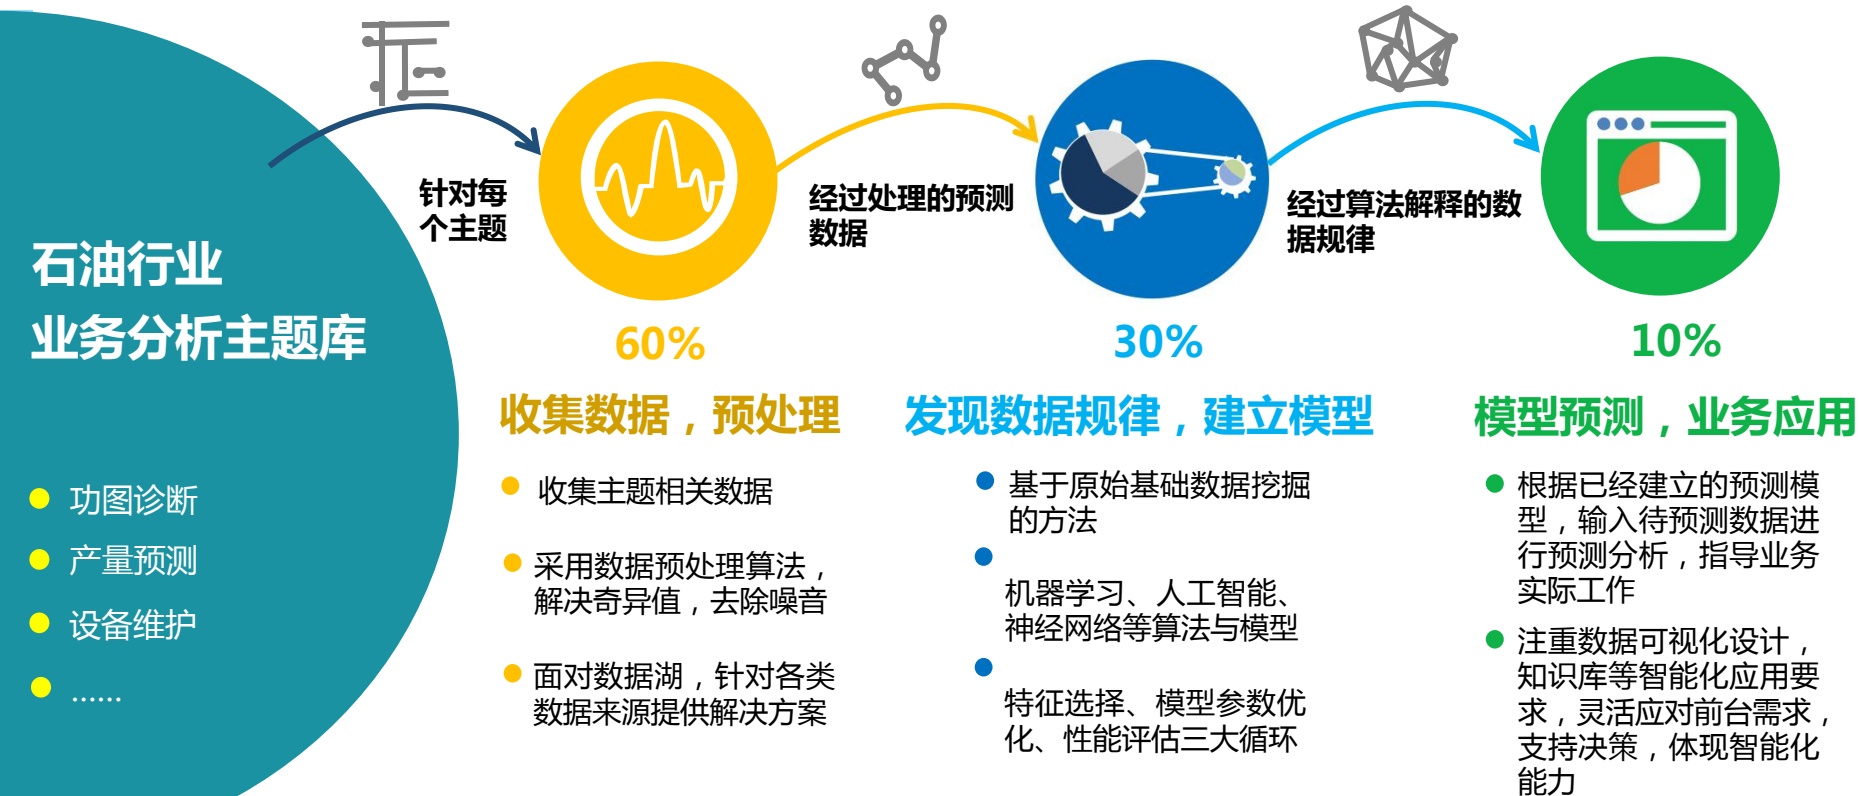 石油行业
业务分析主题库
功图诊断
产量预测
设备维护
......
针对每
个主题
60%
收集数据，预处理
收集主题相关数据
采用数据预处理算法，
解决奇异值，去除噪音
面对数据湖，针对各类
数据来源提供解决方案
经过处理的预测
数据
30%
发现数据规律，建立模型
基于原始基础数据挖掘
的方法
机器学习、人工智能、
神经网络等算法与模型
特征选择、模型参数优
化、性能评估三大循环
经过算法解释的数
据规律
10%
模型预测，业务应用
根据已经建立的预测模
型，输入待预测数据进
行预测分析，指导业务
实际工作
注重数据可视化设计，
知识库等智能化应用要
求，灵活应对前台需求，
支持决策，体现智能化
能力